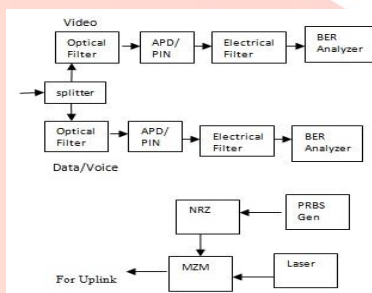 Video
Optical
Filter
APD/
PIN
Electrical
Filter
BER
Analyzer
splitter
Optical
Filter
APD/
PIN
Electrical
Filter
BER
Analyzer
Data/Voice
NRZ
PRBS
Gen
For Uplink
MZM
Laser